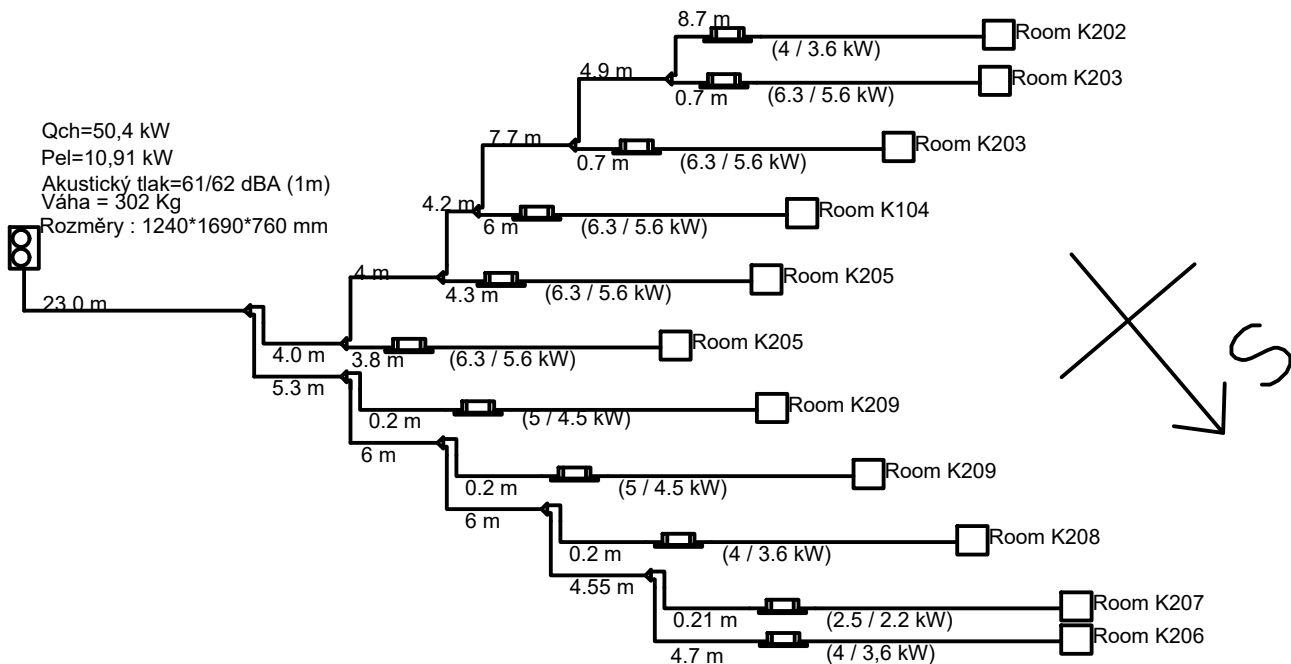 8.7 m
(4 / 3.6 kW)
Room K202
4.9 m
0.7 m
(6.3 / 5.6 kW)
Room K203
Qch=50,4 kW
Pel=10,91 kW
Akustický tlak=61/62 dBA (1m)
Váha = 302 Kg
Rozměry : 1240*1690*760 mm
7.7 m
0.7 m
(6.3 / 5.6 kW)
Room K203
4.2 m
6 m
(6.3 / 5.6 kW)
Room K104
4 m
4.3 m
(6.3 / 5.6 kW)
Room K205
23.0 m
4.0 m
3.8 m
(6.3 / 5.6 kW)
Room K205
5.3 m
0.2 m
(5 / 4.5 kW)
Room K209
6 m
0.2 m
(5 / 4.5 kW)
Room K209
6 m
0.2 m
(4 / 3.6 kW)
Room K208
4.55 m
0.21 m
(2.5 / 2.2 kW)
Room K207
4.7 m
(4 / 3,6 kW)
Room K206
S